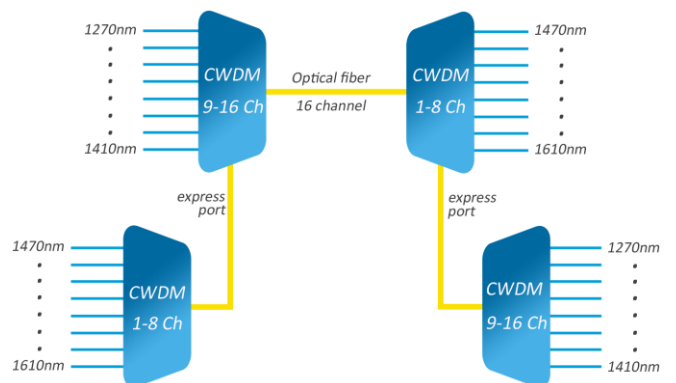 1270nm
1410nm
CWDM
9-16 Ch
Optical fiber
16 channel
CWDM
1-8 Ch
1470nm
1610nm
express
port
express
port
1470nm
1610nm
CWDM
1-8 Ch
CWDM
9-16 Ch
1270nm
1410nm